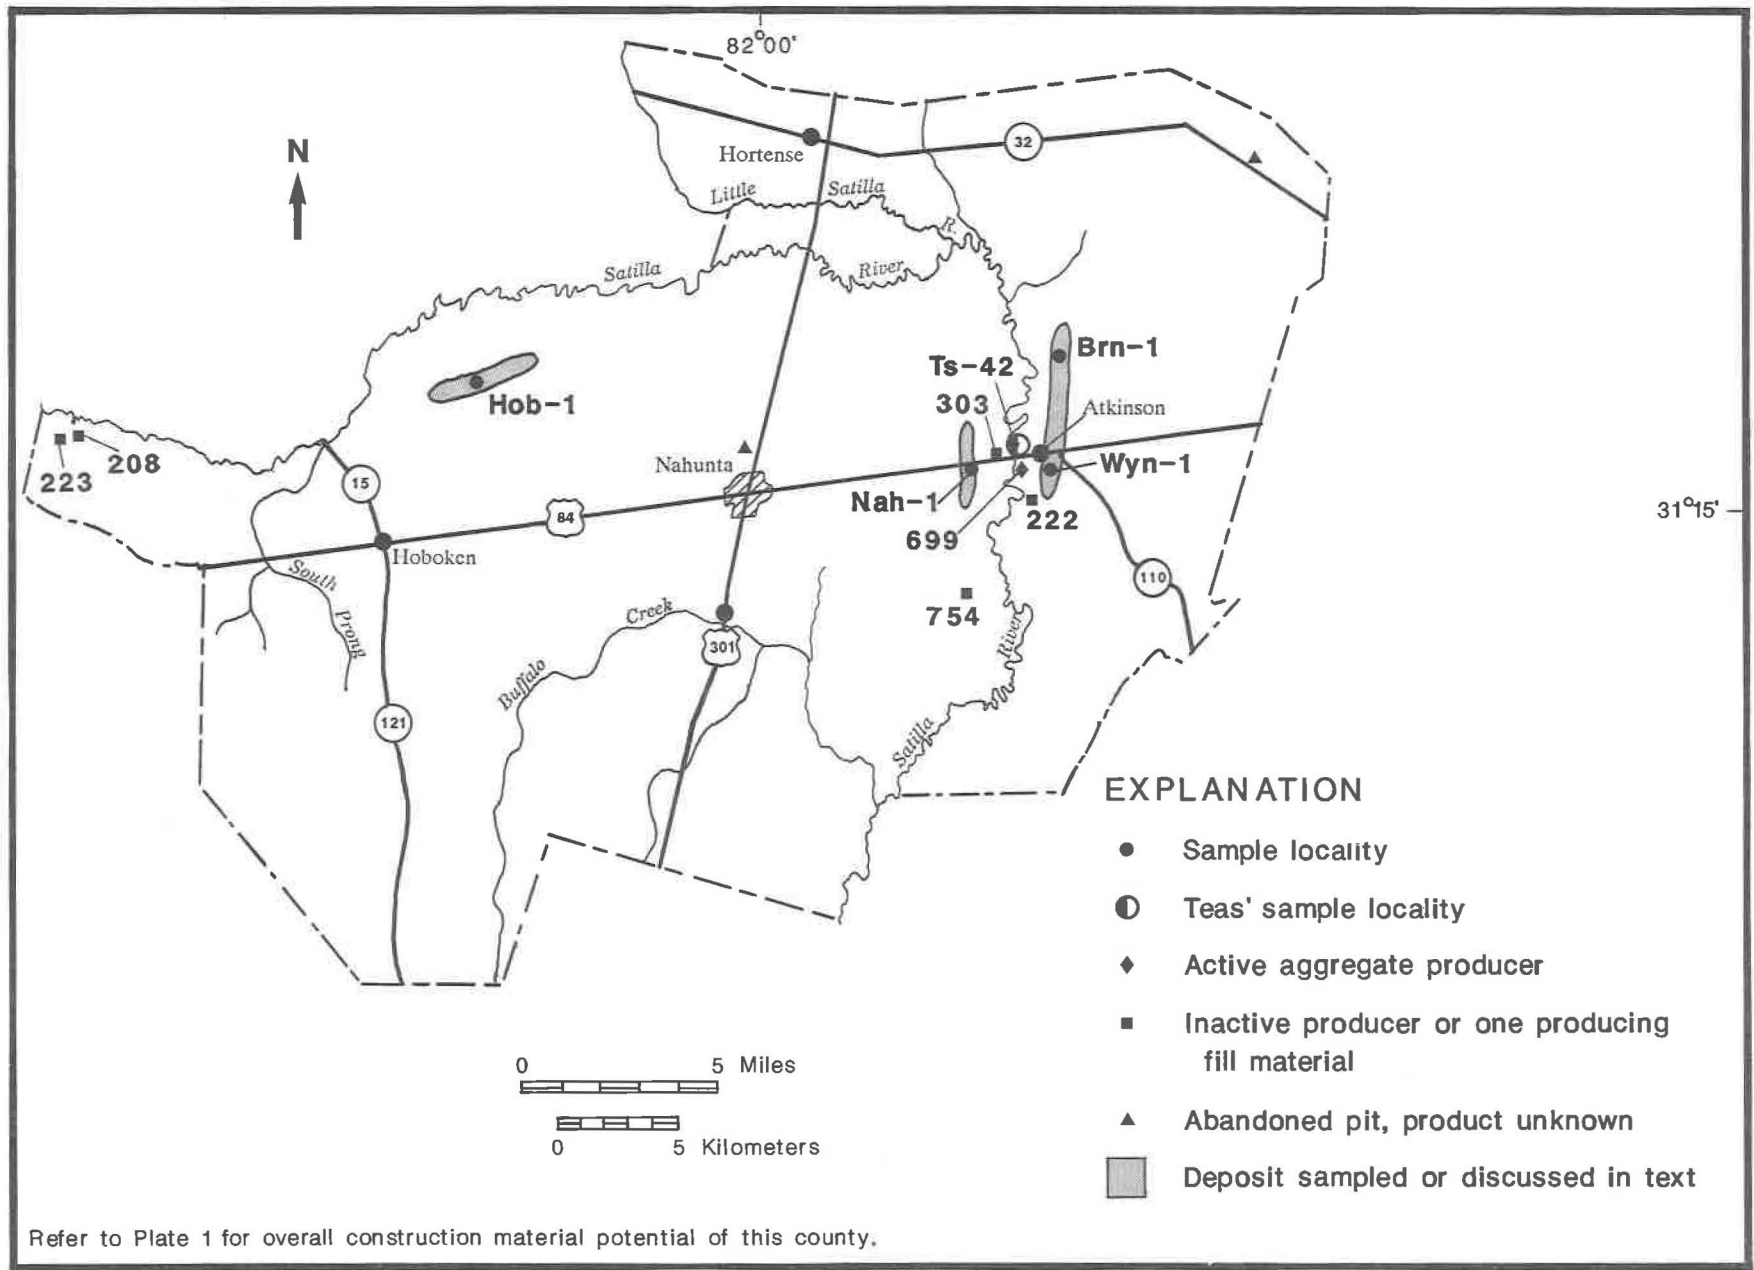 82°00'
N
32
Hortense
Little
Satilla
R.
Satilla
River
Brn-1
Ts-42
303
Atkinson
Hob-1
208
223
15
Nahunta
Wyn-1
Nah-1
222
699
31°15'
84
Hoboken
South
Prong
110
Creek
754
301
River
Buffalo
121
Satilla
EXPLANATION
Sample locality
Teas' sample locality
Active aggregate producer
Inactive producer or one producing
fill material
Abandoned pit, product unknown
Deposit sampled or discussed in text
0 5 Miles
0 5 Kilometers
Refer to Plate 1 for overall construction material potential of this county.